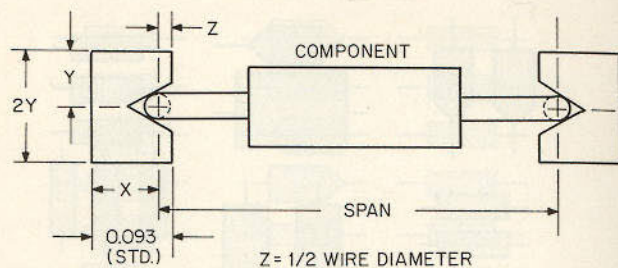 Z
COMPONENT
Y
2Y
X
SPAN
0.093
(STD.)
Z = 1/2 WIRE DIAMETER